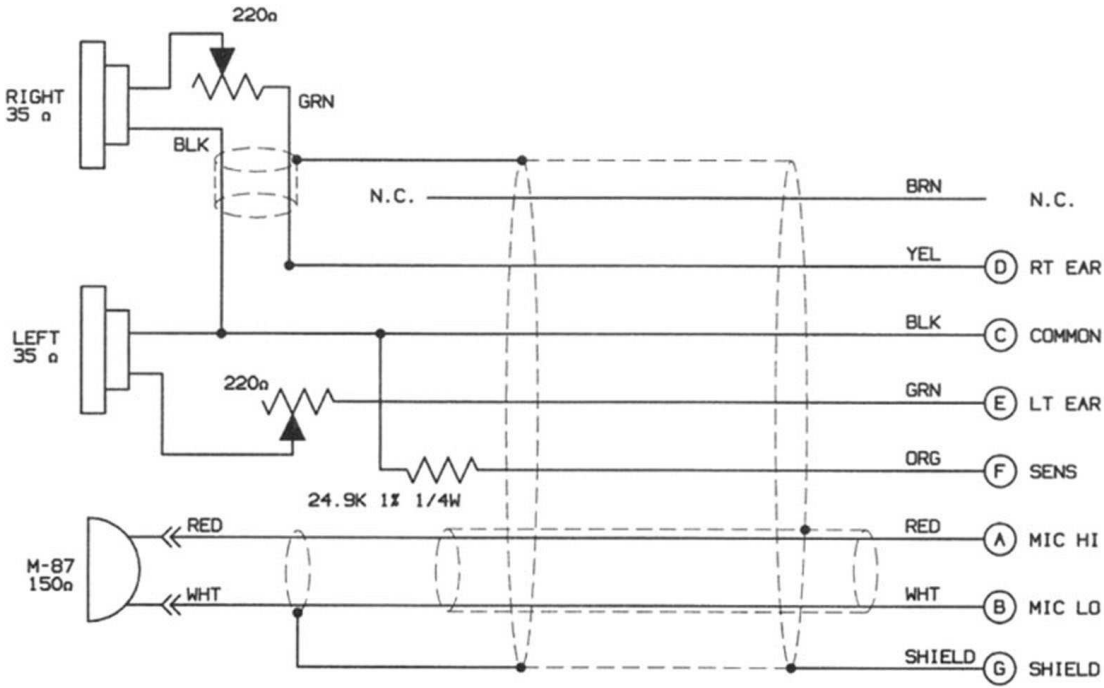 220Ω
RIGHT
35 Ω
GRN
BLK
N.C.
BRN
N.C.
YEL
D
RT EAR
LEFT
35 Ω
BLK
C
COMMON
220Ω
GRN
E
LT EAR
ORG
F
SENS
24.9K 1% 1/4W
M-87
150Ω
RED
RED
A
MIC HI
WHT
WHT
B
MIC LO
SHIELD
G
SHIELD